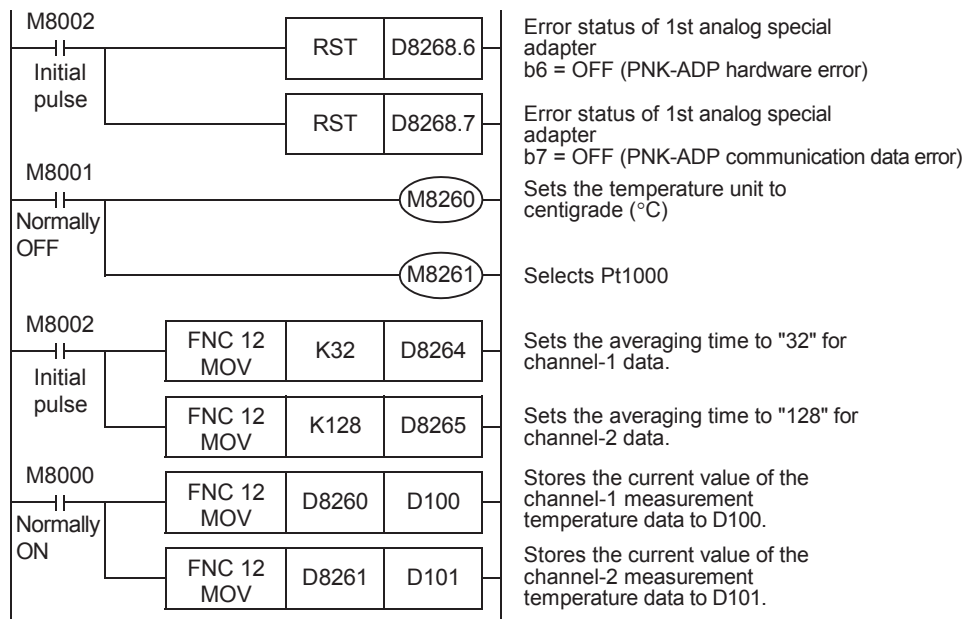 M8002
Initial
pulse
RST D8268.6
Error status of 1st analog special
adapter
b6 = OFF (PNK-ADP hardware error)
RST D8268.7
Error status of 1st analog special
adapter
b7 = OFF (PNK-ADP communication data error)
M8001
Normally
OFF
M8260
Sets the temperature unit to
centigrade (°C)
M8261
Selects Pt1000
M8002
Initial
pulse
FNC 12
MOV
K32 D8264
Sets the averaging time to "32" for
channel-1 data.
FNC 12
MOV
K128 D8265
Sets the averaging time to "128" for
channel-2 data.
M8000
Normally
ON
FNC 12
MOV
D8260 D100
Stores the current value of the
channel-1 measurement
temperature data to D100.
FNC 12
MOV
D8261 D101
Stores the current value of the
channel-2 measurement
temperature data to D101.